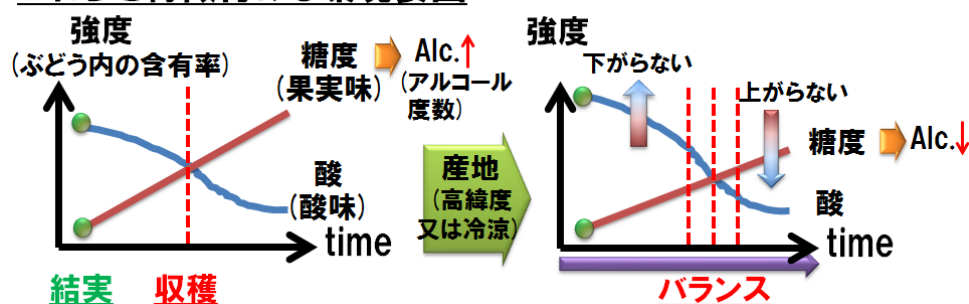 強度
(ぶどう内の含有率)
糖度
(果実味)
Alc.↑
(アルコール
度数)
酸
(酸味)
time
結実
収穫
産地
(高緯度
又は冷涼)
強度
下がらない
上がらない
糖度
Alc.↓
酸
time
バランス